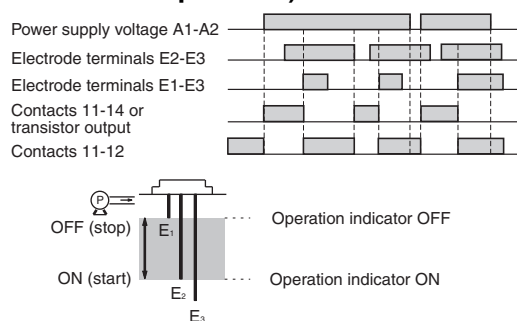 Power supply voltage A1-A2
Electrode terminals E2-E3
Electrode terminals E1-E3
Contacts 11-14 or
transistor output
Contacts 11-12
P
OFF (stop)
E1
Operation indicator OFF
ON (start)
Operation indicator ON
E2
E3